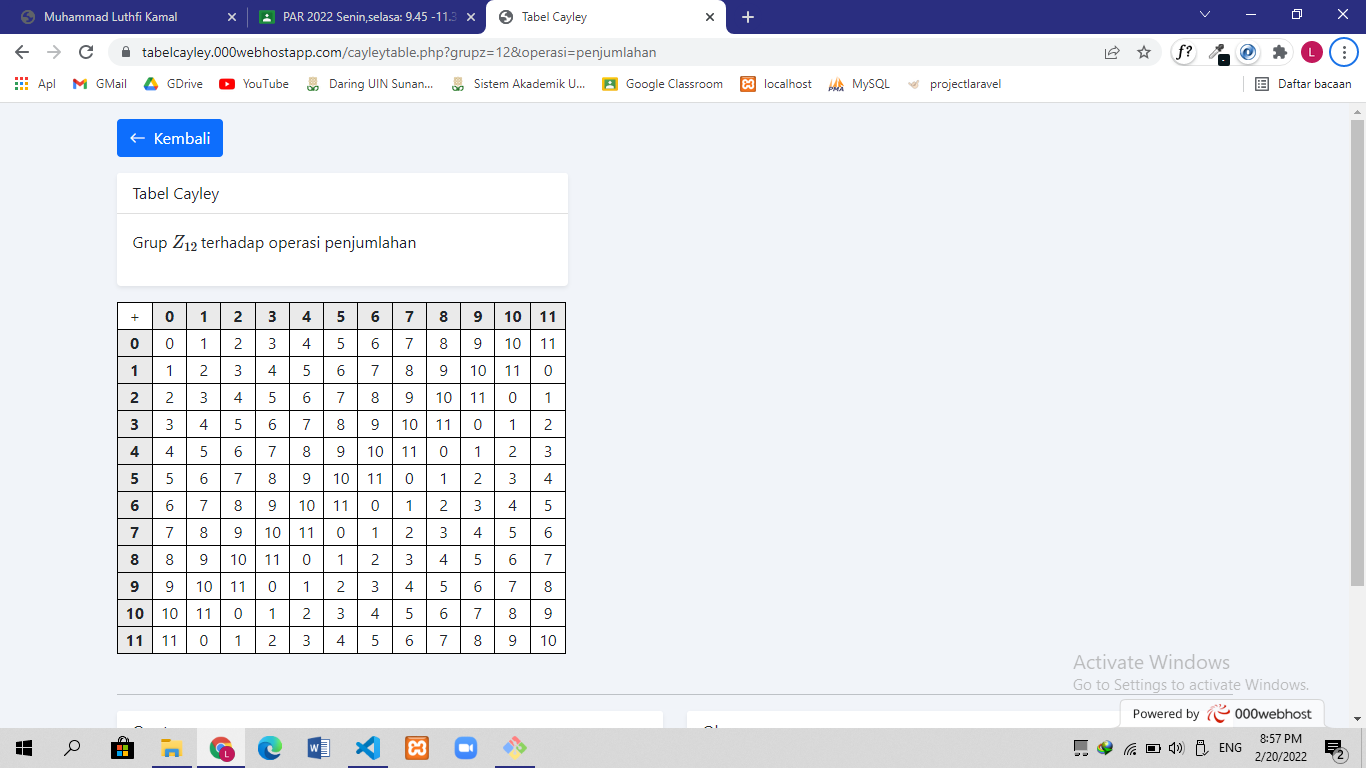 Muhammad Luthfi Kamal
PAR 2022 Senin,selasa: 9.45 -11.3
Tabel Cayley
tabelcayley.000webhostapp.com/cayleytable.php?grupz=12&operasi=penjumlahan
f?
L
Apl GMail GDrive YouTube Daring UIN Sunan... Sistem Akademik U... Google Classroom localhost MySQL projectlaravel Daftar bacaan
← Kembali
Tabel Cayley
Grup Z12 terhadap operasi penjumlahan
+ 0 1 2 3 4 5 6 7 8 9 10 11
0 0 1 2 3 4 5 6 7 8 9 10 11
1 1 2 3 4 5 6 7 8 9 10 11 0
2 2 3 4 5 6 7 8 9 10 11 0 1
3 3 4 5 6 7 8 9 10 11 0 1 2
4 4 5 6 7 8 9 10 11 0 1 2 3
5 5 6 7 8 9 10 11 0 1 2 3 4
6 6 7 8 9 10 11 0 1 2 3 4 5
7 7 8 9 10 11 0 1 2 3 4 5 6
8 8 9 10 11 0 1 2 3 4 5 6 7
9 9 10 11 0 1 2 3 4 5 6 7 8
10 10 11 0 1 2 3 4 5 6 7 8 9
11 11 0 1 2 3 4 5 6 7 8 9 10
Activate Windows
Go to Settings to activate Windows.
Powered by 000webhost
ENG
8:57 PM
2/20/2022
2